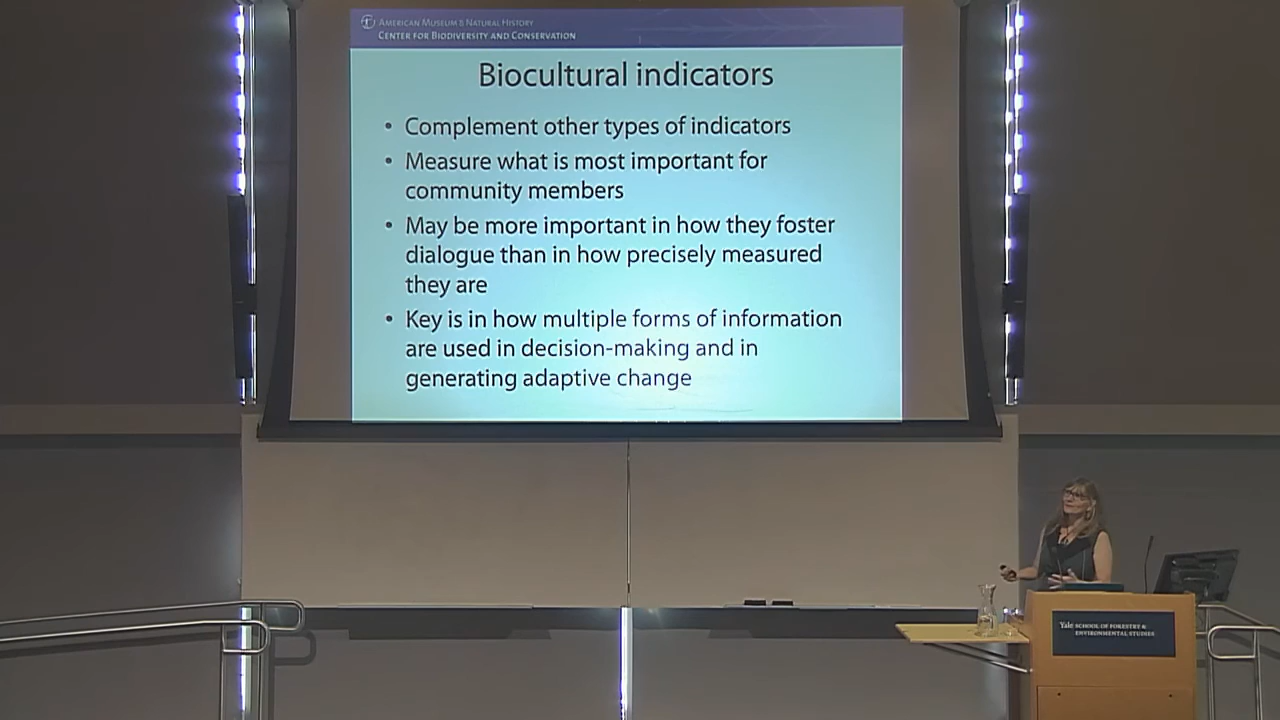 AMERICAN MUSEUM & NATURAL HISTORY
CENTER FOR BIODIVERSITY AND CONSERVATION
Biocultural indicators
• Complement other types of indicators
• Measure what is most important for
community members
• May be more important in how they foster
dialogue than in how precisely measured
they are
• Key is in how multiple forms of information
are used in decision-making and in
generating adaptive change
Yale SCHOOL OF FORESTRY &
ENVIRONMENTAL STUDIES